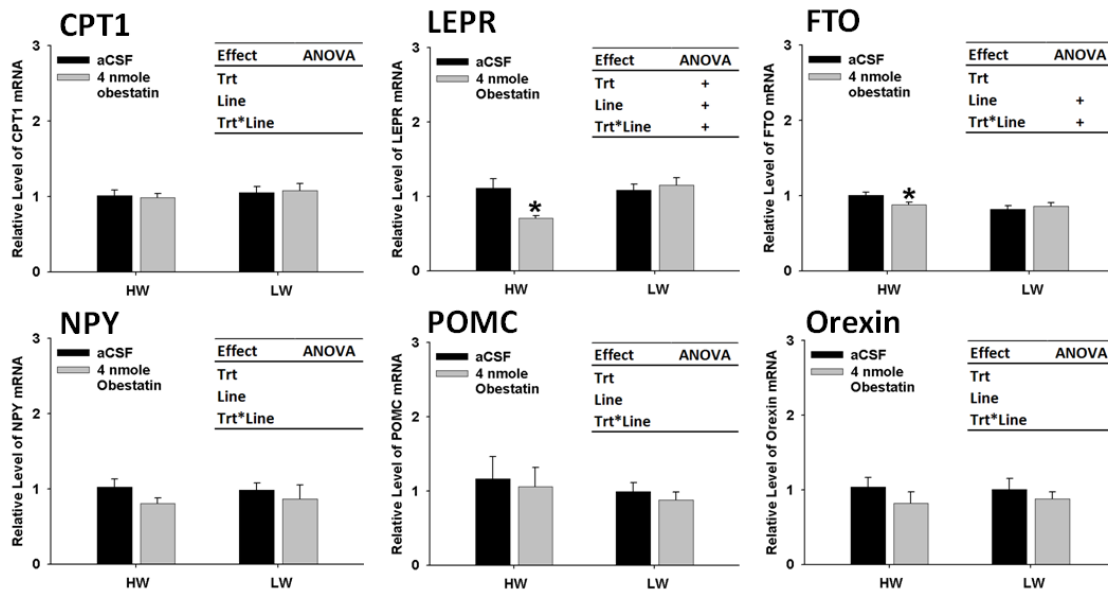 CPT1
Relative Level of CPT1 mRNA
3
2
1
0
aCSF
4 nmole
obestatin
Effect ANOVA
Trt
Line
Trt*Line
HW LW
LEPR
Relative Level of LEPR mRNA
3
2
1
0
aCSF
4 nmole
Obestatin
Effect ANOVA
Trt +
Line +
Trt*Line +
*
HW LW
FTO
Relative Level of FTO mRNA
3
2
1
0
aCSF
4 nmole
Obestatin
Effect ANOVA
Trt
Line +
Trt*Line +
*
HW LW
NPY
Relative Level of NPY mRNA
3
2
1
0
aCSF
4 nmole
Obestatin
Effect ANOVA
Trt
Line
Trt*Line
HW LW
POMC
Relative Level of POMC mRNA
3
2
1
0
aCSF
4 nmole
Obestatin
Effect ANOVA
Trt
Line
Trt*Line
HW LW
Orexin
Relative Level of Orexin mRNA
3
2
1
0
aCSF
4 nmole
Obestatin
Effect ANOVA
Trt
Line
Trt*Line
HW LW